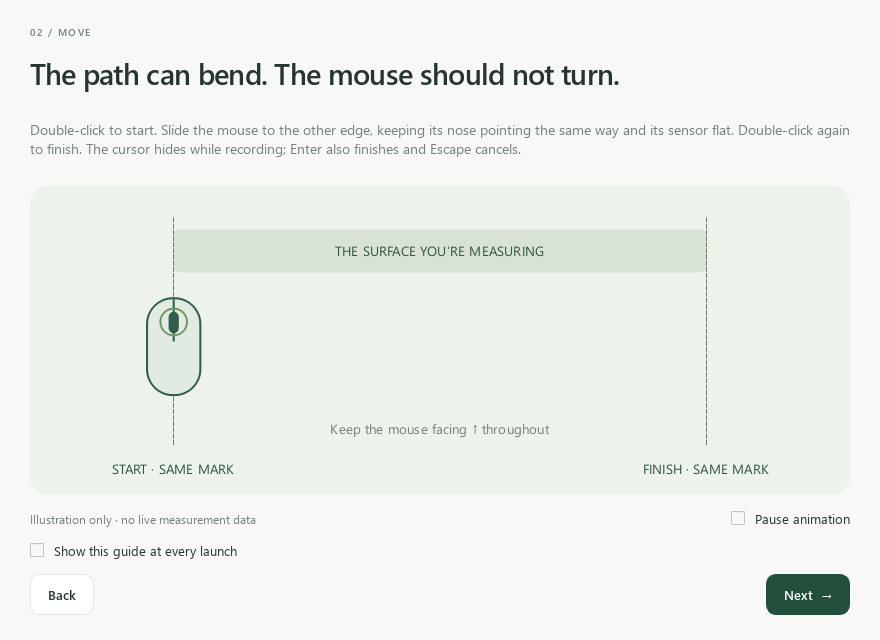 02 / MOVE
The path can bend. The mouse should not turn.
Double-click to start. Slide the mouse to the other edge, keeping its nose pointing the same way and its sensor flat. Double-click again
to finish. The cursor hides while recording; Enter also finishes and Escape cancels.
THE SURFACE YOU'RE MEASURING
Keep the mouse facing ↑ throughout
START · SAME MARK
FINISH · SAME MARK
Illustration only · no live measurement data
Pause animation
Show this guide at every launch
Back
Next →